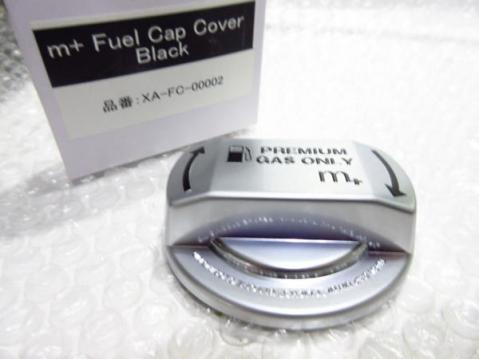 m+ Fuel Cap Cover
Black
品番:XA-FC-00002
PREMIUM
GAS ONLY
m+